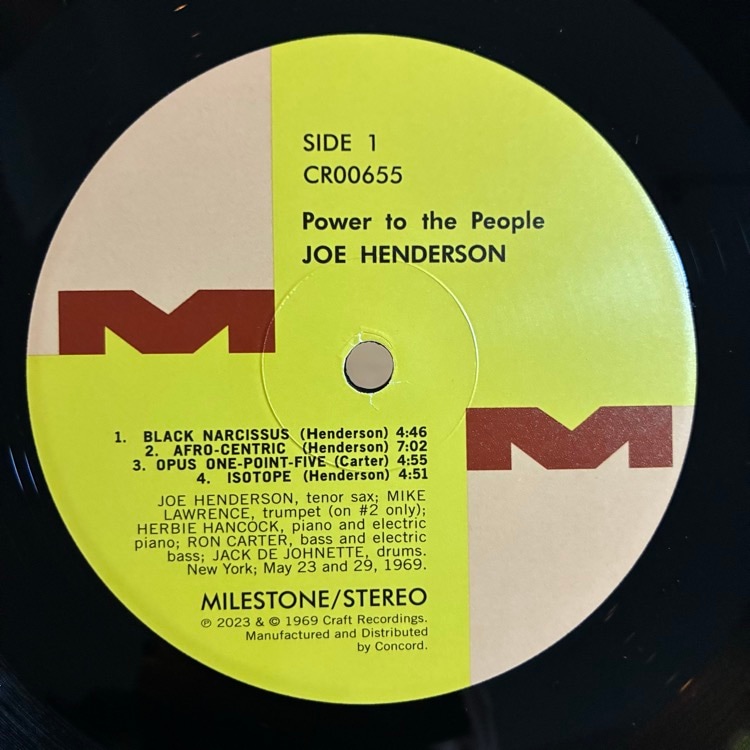 SIDE 1
CR00655
Power to the People
JOE HENDERSON
1. BLACK NARCISSUS (Henderson) 4:46
2. AFRO-CENTRIC (Henderson) 7:02
3. OPUS ONE-POINT-FIVE (Carter) 4:55
4. ISOTOPE (Henderson) 4:51
JOE HENDERSON, tenor sax; MIKE
LAWRENCE, trumpet (on #2 only);
HERBIE HANCOCK, piano and electric
piano; RON CARTER, bass and electric
bass; JACK DE JOHNETTE, drums.
New York; May 23 and 29, 1969.
MILESTONE/STEREO
℗ 2023 & © 1969 Craft Recordings.
Manufactured and Distributed
by Concord.